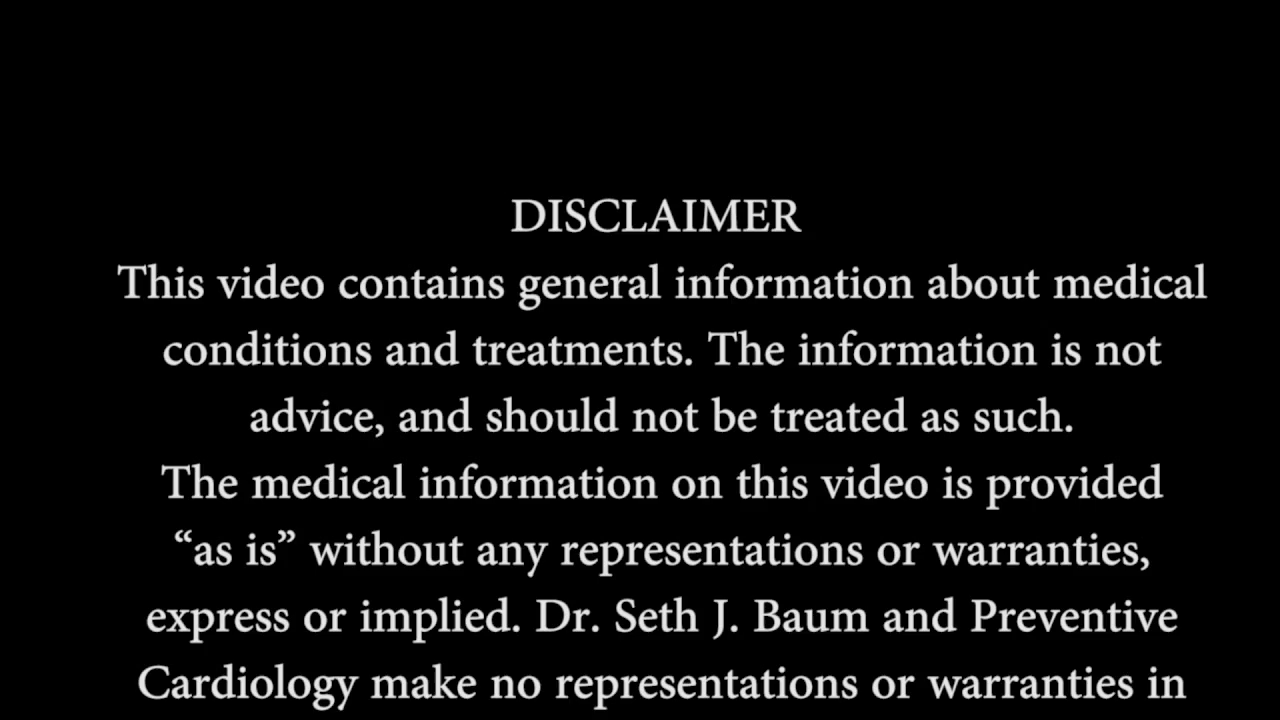 DISCLAIMER
This video contains general information about medical
conditions and treatments. The information is not
advice, and should not be treated as such.
The medical information on this video is provided
“as is” without any representations or warranties,
express or implied. Dr. Seth J. Baum and Preventive
Cardiology make no representations or warranties in